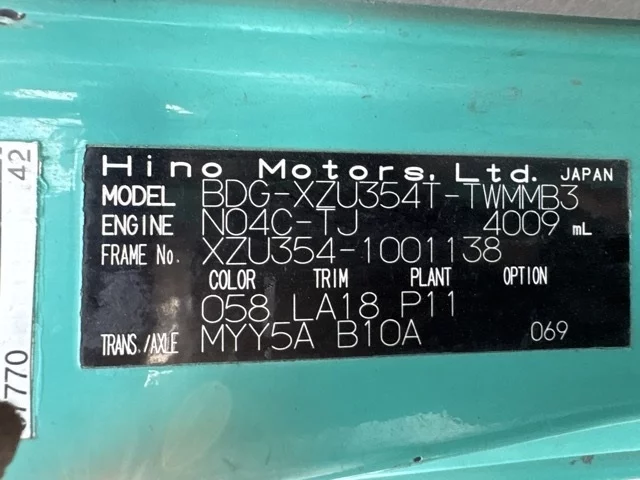 Hino Motors, Ltd. JAPAN
MODEL BDG-XZU354T-TWMMB3
ENGINE N04C-TJ 4009 mL
FRAME No. XZU354-1001138
COLOR TRIM PLANT OPTION
058 LA18 P11
TRANS./AXLE MYY5A B10A 069
42
7770